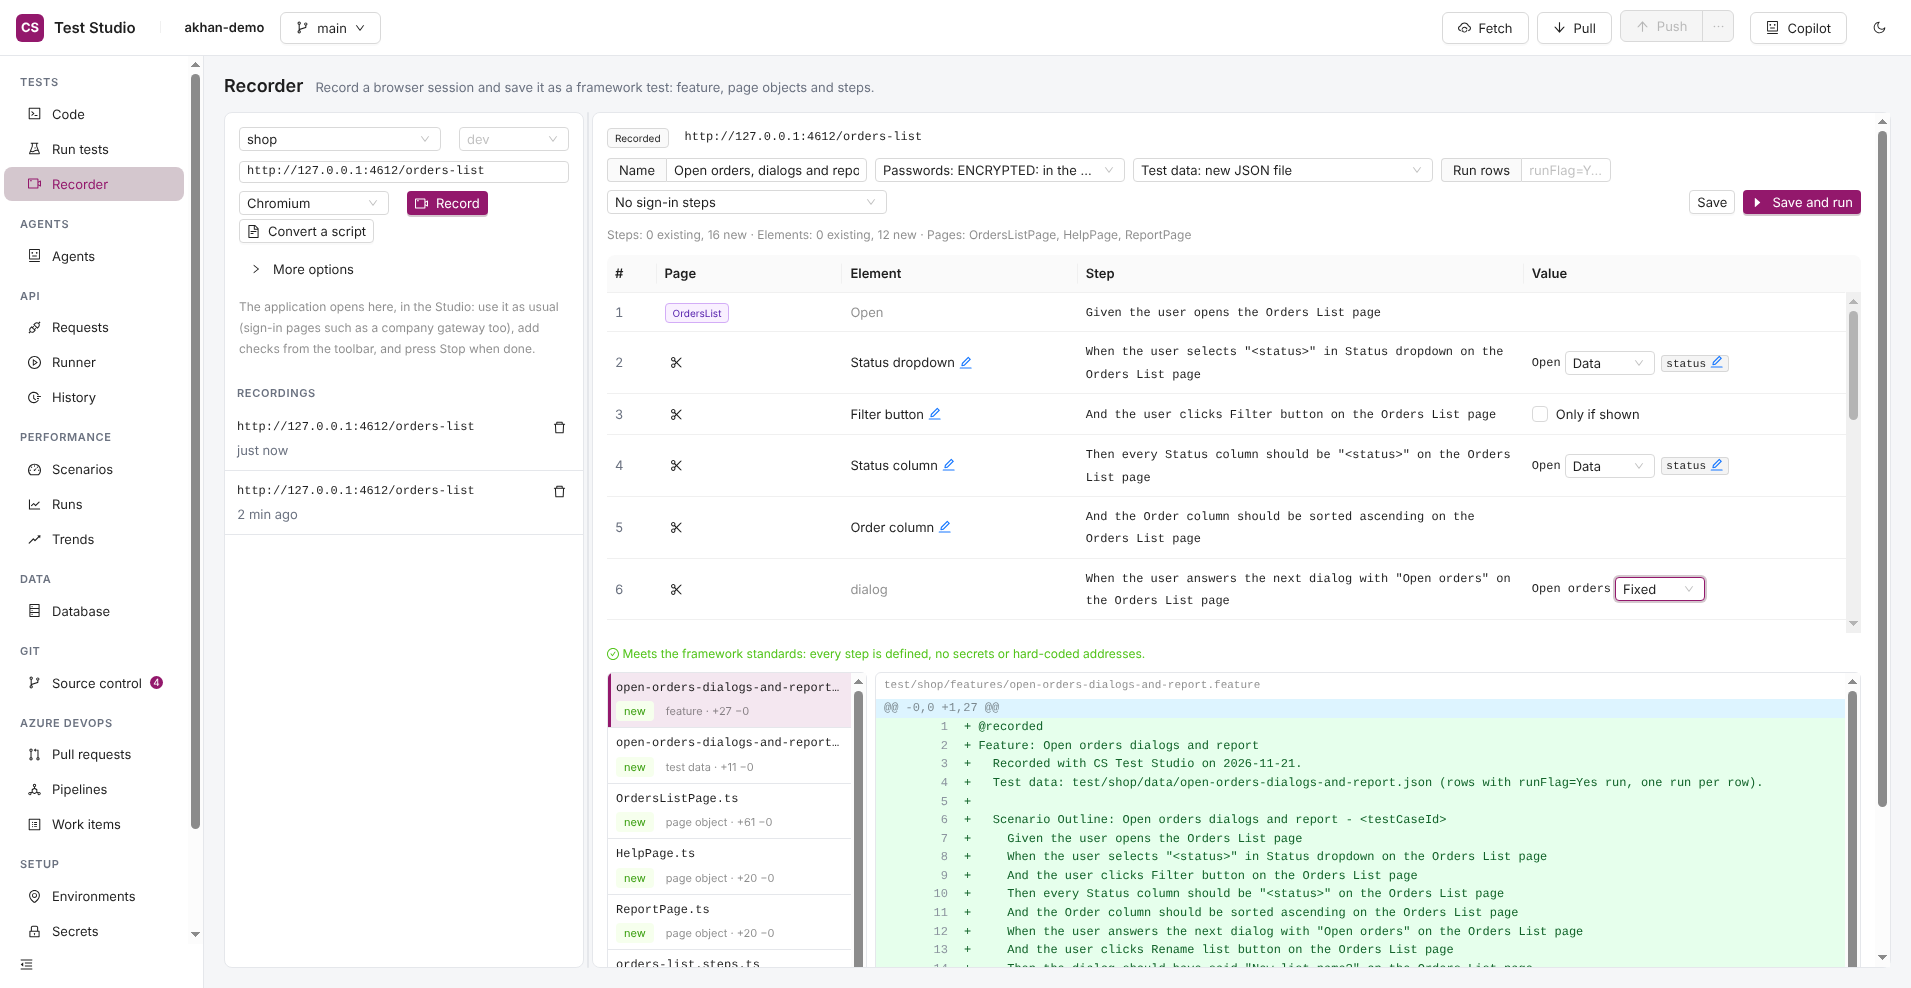 CS Test Studio akhan-demo main Fetch Pull Push ... Copilot
TESTS
Code
Run tests
Recorder
AGENTS
Agents
API
Requests
Runner
History
PERFORMANCE
Scenarios
Runs
Trends
DATA
Database
GIT
Source control 4
AZURE DEVOPS
Pull requests
Pipelines
Work items
SETUP
Environments
Secrets
Recorder Record a browser session and save it as a framework test: feature, page objects and steps.
shop dev
http://127.0.0.1:4612/orders-list
Chromium Record
Convert a script
More options
The application opens here, in the Studio: use it as usual
(sign-in pages such as a company gateway too), add
checks from the toolbar, and press Stop when done.
RECORDINGS
http://127.0.0.1:4612/orders-list
just now
http://127.0.0.1:4612/orders-list
2 min ago
Recorded http://127.0.0.1:4612/orders-list
Name Open orders, dialogs and repo Passwords: ENCRYPTED: in the ... Test data: new JSON file Run rows runFlag=Y...
No sign-in steps Save Save and run
Steps: 0 existing, 16 new · Elements: 0 existing, 12 new · Pages: OrdersListPage, HelpPage, ReportPage
# Page Element Step Value
1 OrdersList Open Given the user opens the Orders List page
2 Status dropdown When the user selects "<status>" in Status dropdown on the Open Data status
Orders List page
3 Filter button And the user clicks Filter button on the Orders List page Only if shown
4 Status column Then every Status column should be "<status>" on the Orders Open Data status
List page
5 Order column And the Order column should be sorted ascending on the
Orders List page
6 dialog When the user answers the next dialog with "Open orders" on Open orders Fixed
the Orders List page
Meets the framework standards: every step is defined, no secrets or hard-coded addresses.
open-orders-dialogs-and-report…
new feature · +27 −0
open-orders-dialogs-and-report…
new test data · +11 −0
OrdersListPage.ts
new page object · +61 −0
HelpPage.ts
new page object · +20 −0
ReportPage.ts
new page object · +20 −0
orders-list.steps.ts
test/shop/features/open-orders-dialogs-and-report.feature
@@ -0,0 +1,27 @@
1 + @recorded
2 + Feature: Open orders dialogs and report
3 + Recorded with CS Test Studio on 2026-11-21.
4 + Test data: test/shop/data/open-orders-dialogs-and-report.json (rows with runFlag=Yes run, one run per row).
5 +
6 + Scenario Outline: Open orders dialogs and report - <testCaseId>
7 + Given the user opens the Orders List page
8 + When the user selects "<status>" in Status dropdown on the Orders List page
9 + And the user clicks Filter button on the Orders List page
10 + Then every Status column should be "<status>" on the Orders List page
11 + And the Order column should be sorted ascending on the Orders List page
12 + When the user answers the next dialog with "Open orders" on the Orders List page
13 + And the user clicks Rename list button on the Orders List page
14 + Then the dialog should have said "New list name?" on the Orders List page